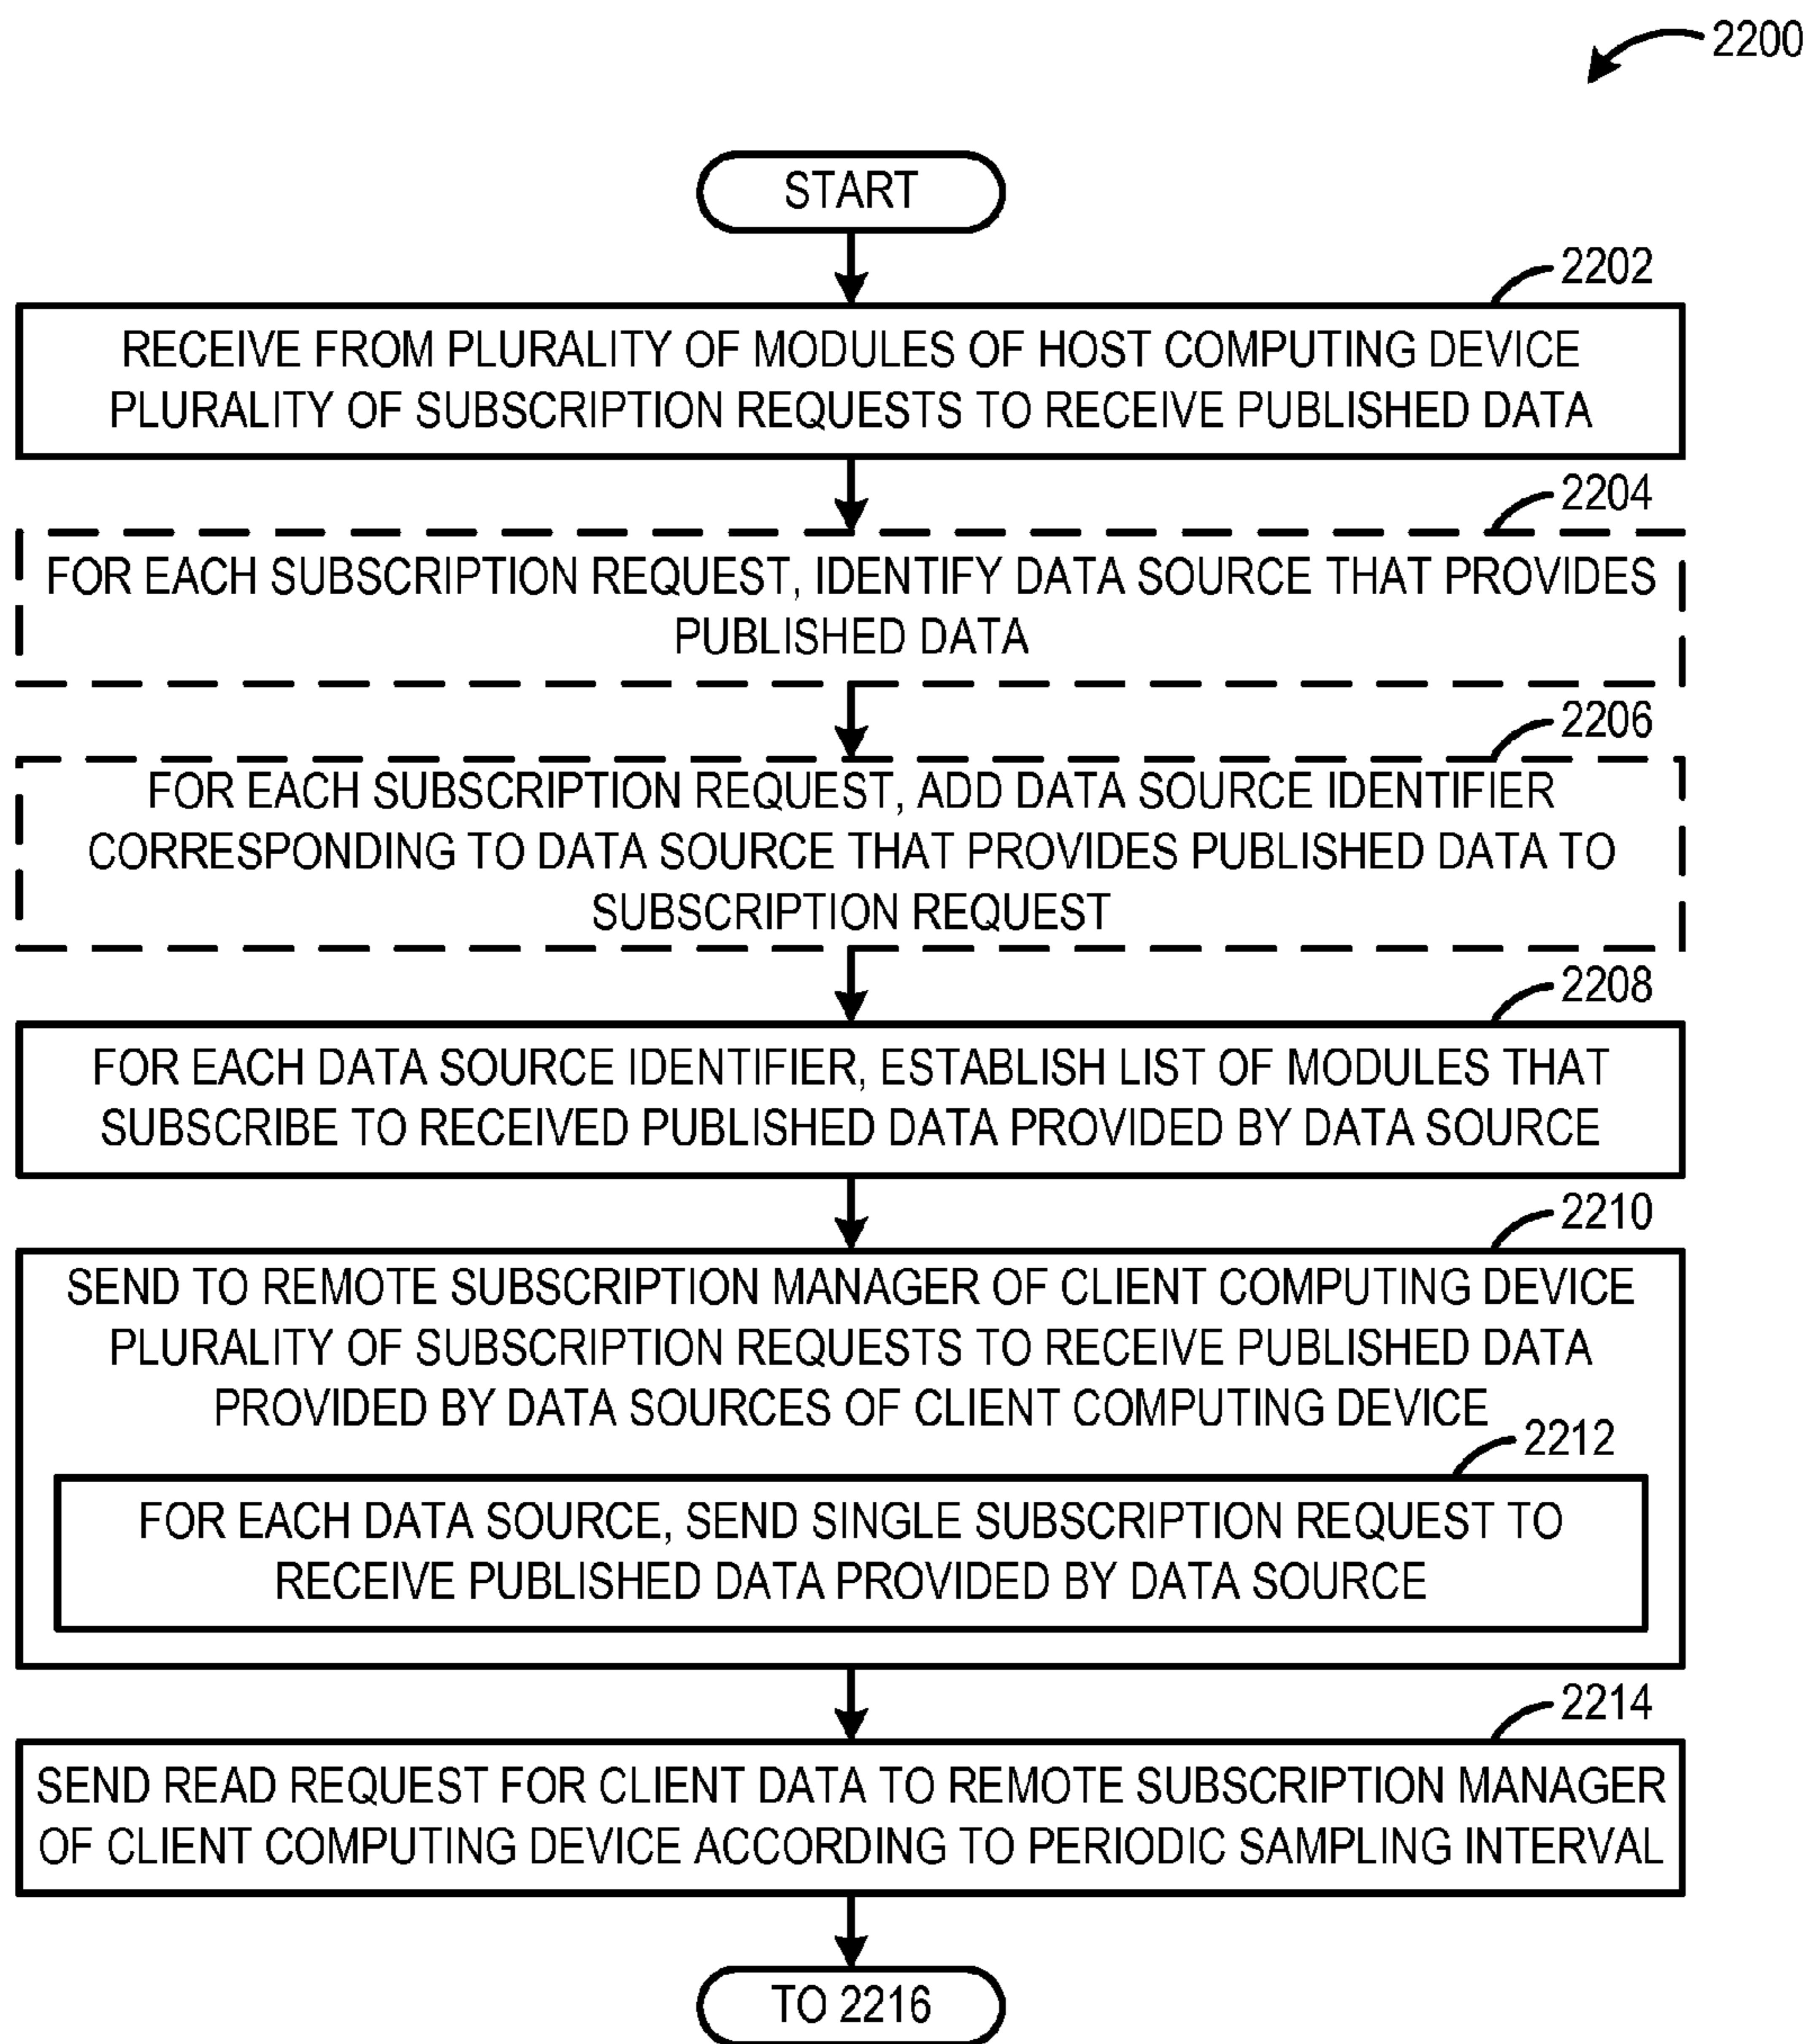 2200
START
2202
RECEIVE FROM PLURALITY OF MODULES OF HOST COMPUTING DEVICE
PLURALITY OF SUBSCRIPTION REQUESTS TO RECEIVE PUBLISHED DATA
2204
FOR EACH SUBSCRIPTION REQUEST, IDENTIFY DATA SOURCE THAT PROVIDES
PUBLISHED DATA
2206
FOR EACH SUBSCRIPTION REQUEST, ADD DATA SOURCE IDENTIFIER
CORRESPONDING TO DATA SOURCE THAT PROVIDES PUBLISHED DATA TO
SUBSCRIPTION REQUEST
2208
FOR EACH DATA SOURCE IDENTIFIER, ESTABLISH LIST OF MODULES THAT
SUBSCRIBE TO RECEIVED PUBLISHED DATA PROVIDED BY DATA SOURCE
2210
SEND TO REMOTE SUBSCRIPTION MANAGER OF CLIENT COMPUTING DEVICE
PLURALITY OF SUBSCRIPTION REQUESTS TO RECEIVE PUBLISHED DATA
PROVIDED BY DATA SOURCES OF CLIENT COMPUTING DEVICE
2212
FOR EACH DATA SOURCE, SEND SINGLE SUBSCRIPTION REQUEST TO
RECEIVE PUBLISHED DATA PROVIDED BY DATA SOURCE
2214
SEND READ REQUEST FOR CLIENT DATA TO REMOTE SUBSCRIPTION MANAGER
OF CLIENT COMPUTING DEVICE ACCORDING TO PERIODIC SAMPLING INTERVAL
TO 2216